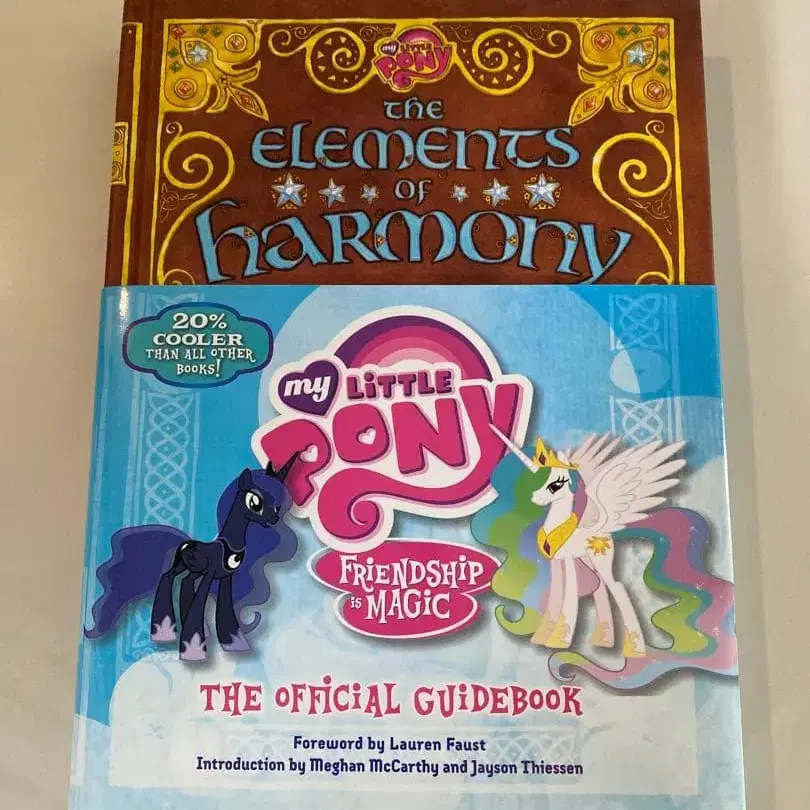 my LiTTLE
PONY
the
ELEMENTS
OF
harmony
20%
COOLER
THAN ALL OTHER
BOOKS!
my LiTTLE
PONY
FRiENDSHiP
is MAGiC
THE OFFiCiAL GUiDEBOOK
Foreword by Lauren Faust
Introduction by Meghan McCarthy and Jayson Thiessen